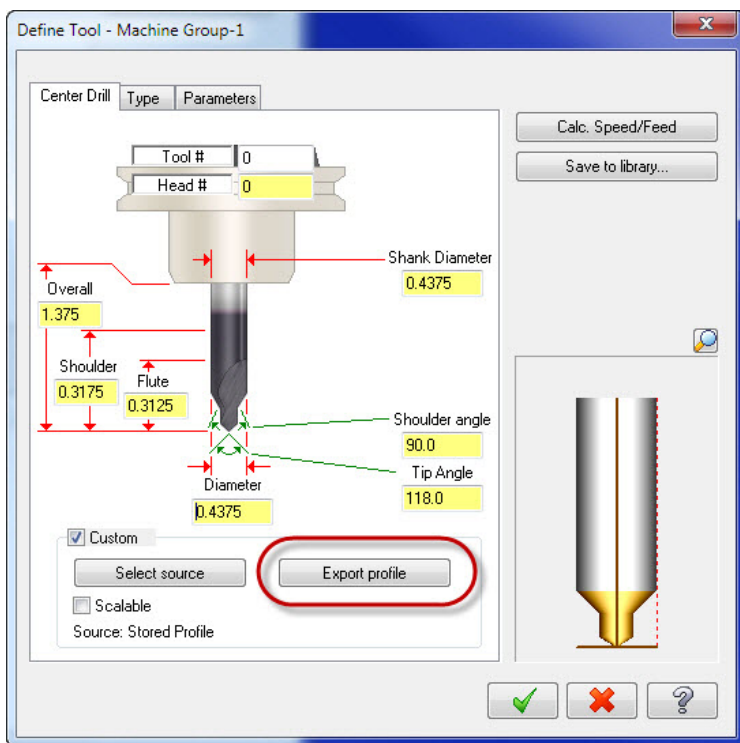 Define Tool - Machine Group-1
Center Drill Type Parameters
Calc. Speed/Feed
Save to library...
Tool # 0
Head # 0
Shank Diameter
0.4375
Overall
1.375
Shoulder
0.3175
Flute
0.3125
Shoulder angle
90.0
Tip Angle
118.0
Diameter
0.4375
Custom
Select source Export profile
Scalable
Source: Stored Profile